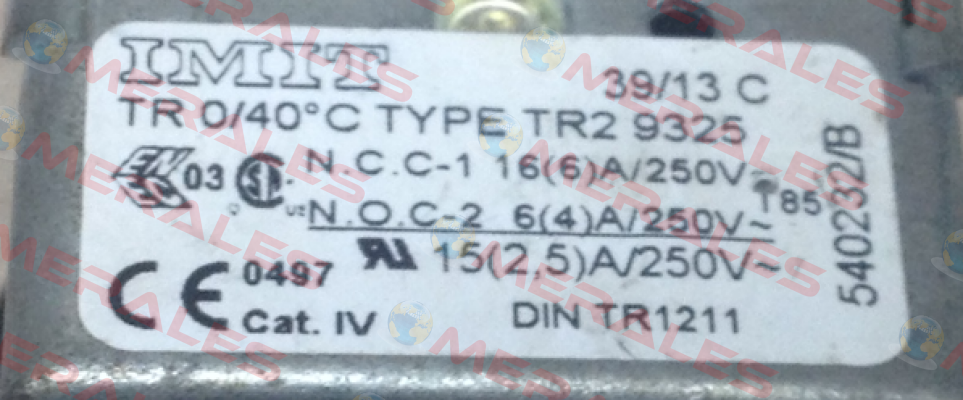 IMIT
39/13 C
TR 0/40°C TYPE TR2 9325
03 N.C.C-1 16(6)A/250V~
T85
N.O.C-2 6(4)A/250V~
15(2,5)A/250V~
CE 0497
Cat. IV
DIN TR1211
540232/B
MERALES